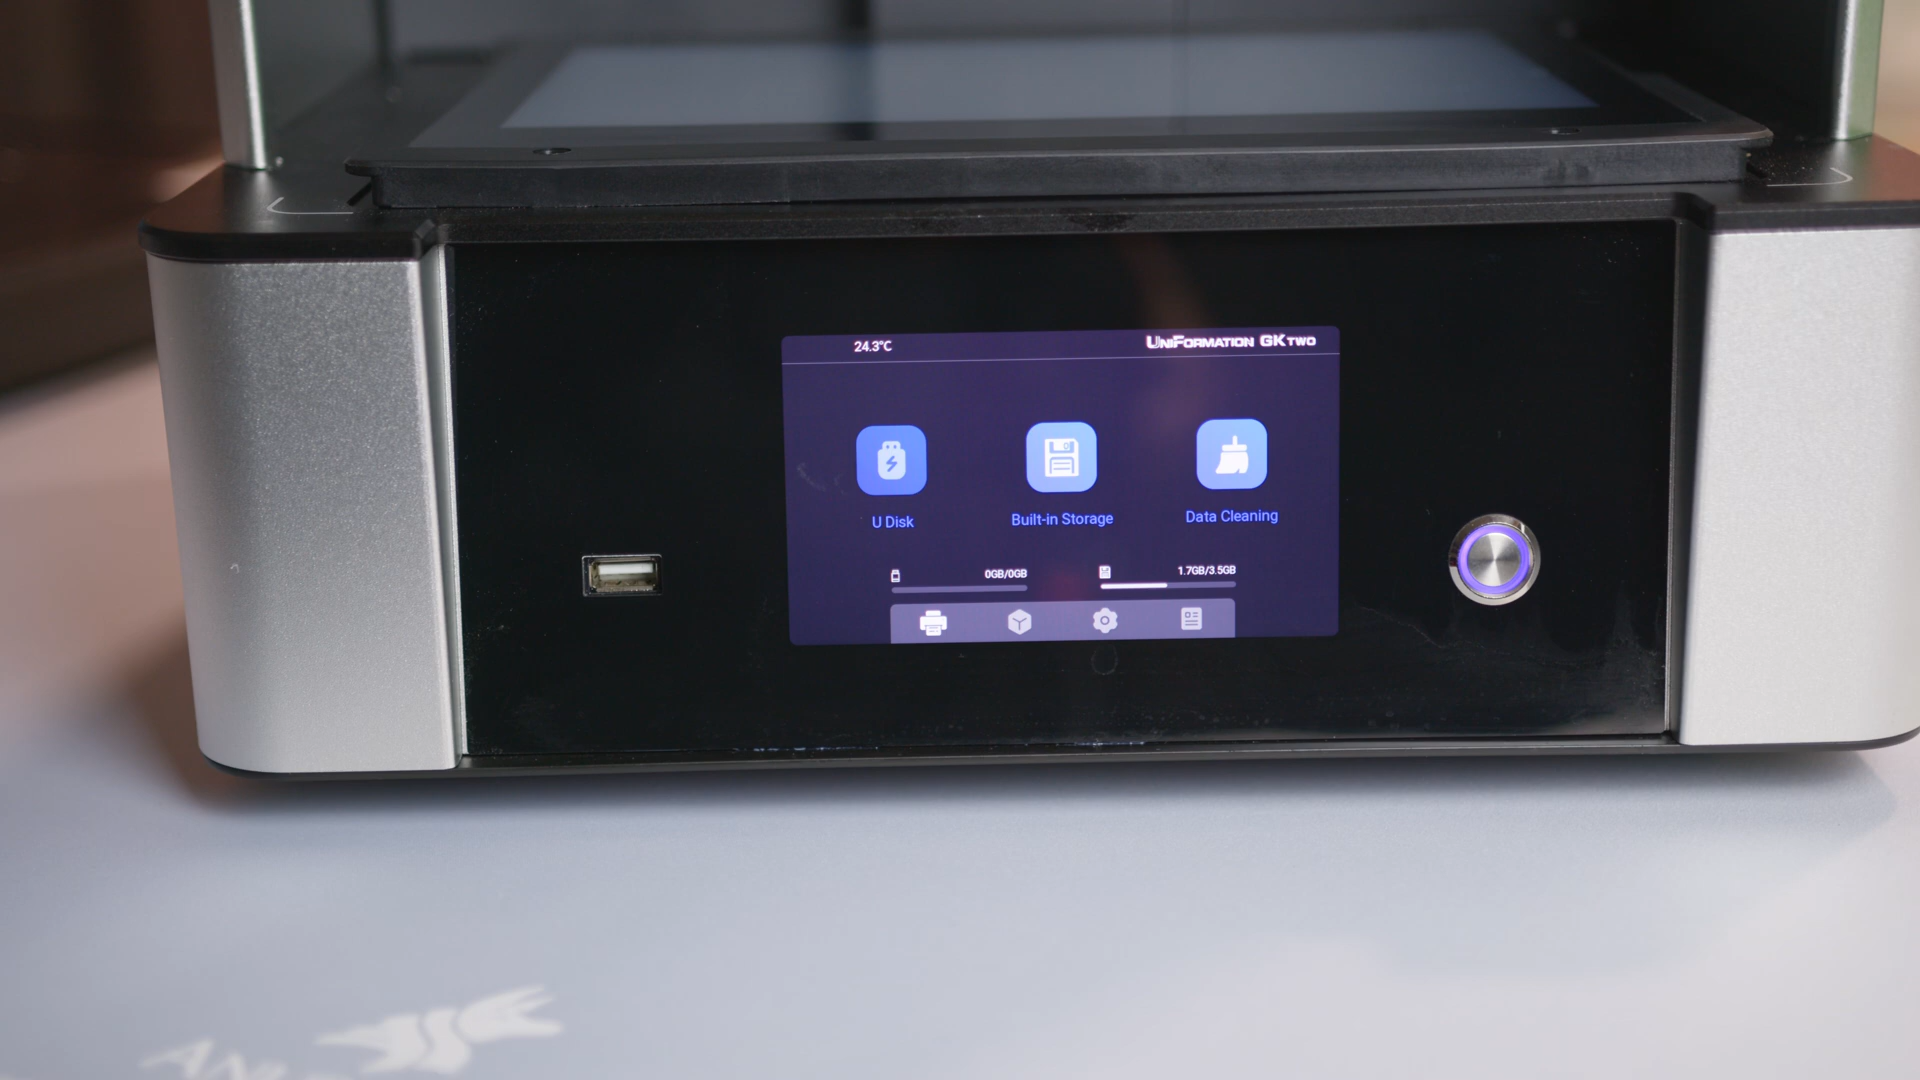 24.3°C
UNIFORMATION GKTWO
U Disk
Built-in Storage
Data Cleaning
0GB/0GB
1.7GB/3.5GB